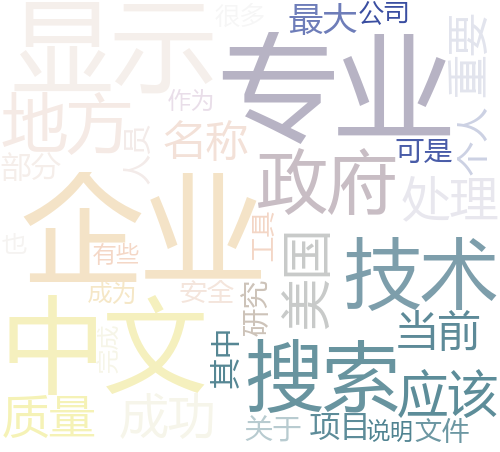 显示
很多
最大
公司
专业
重要
作为
地方
名称
人员
个人
可是
部分
政府
处理
企业
也
有些
工具
美国
技术
成为
安全
研究
中文
完成
其中
搜索
当前
应该
质量
成功
关于
项目
说明
文件